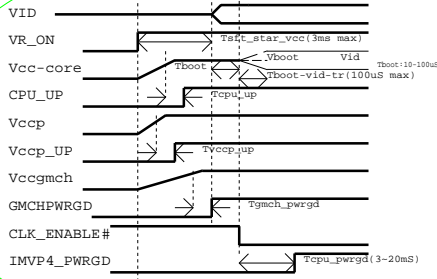 VID
VR_ON
Tsft_star_vcc(3ms max)
Vcc-core
Tboot
Vboot
Vid
Tboot:10-100uS
Tboot-vid-tr(100uS max)
CPU_UP
Tcpu_up
Vccp
Vccp_UP
Tvccp_up
Vccgmch
GMCHPWRGD
Tgmch_pwrgd
CLK_ENABLE#
IMVP4_PWRGD
Tcpu_pwrgd(3~20mS)